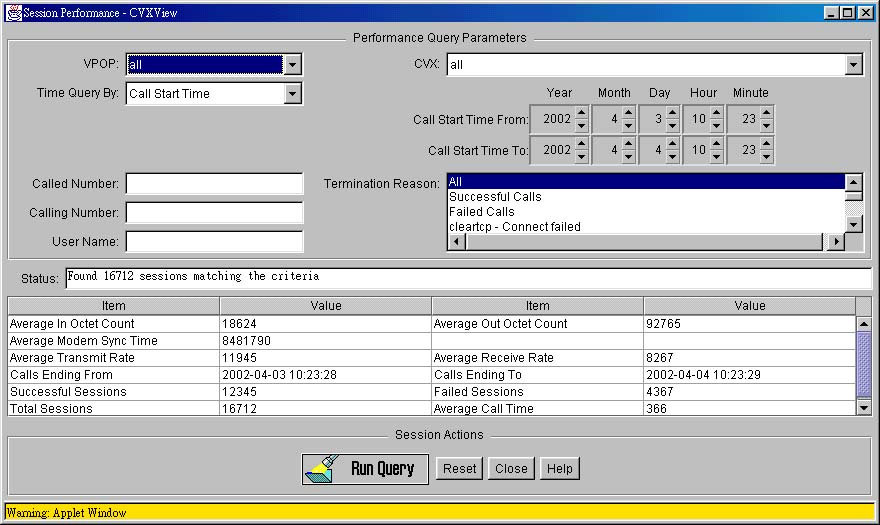 Session Performance - CVXView
Performance Query Parameters
VPOP: all
CVX: all
Time Query By: Call Start Time
Year Month Day Hour Minute
Call Start Time From: 2002 4 3 10 23
Call Start Time To: 2002 4 4 10 23
Called Number:
Calling Number:
User Name:
Termination Reason:
All
Successful Calls
Failed Calls
cleartcp - Connect failed
Status: Found 16712 sessions matching the criteria
Item Value Item Value
Average In Octet Count 18624 Average Out Octet Count 92765
Average Modem Sync Time 8481790
Average Transmit Rate 11945 Average Receive Rate 8267
Calls Ending From 2002-04-03 10:23:28 Calls Ending To 2002-04-04 10:23:29
Successful Sessions 12345 Failed Sessions 4367
Total Sessions 16712 Average Call Time 366
Session Actions
Run Query Reset Close Help
Warning: Applet Window